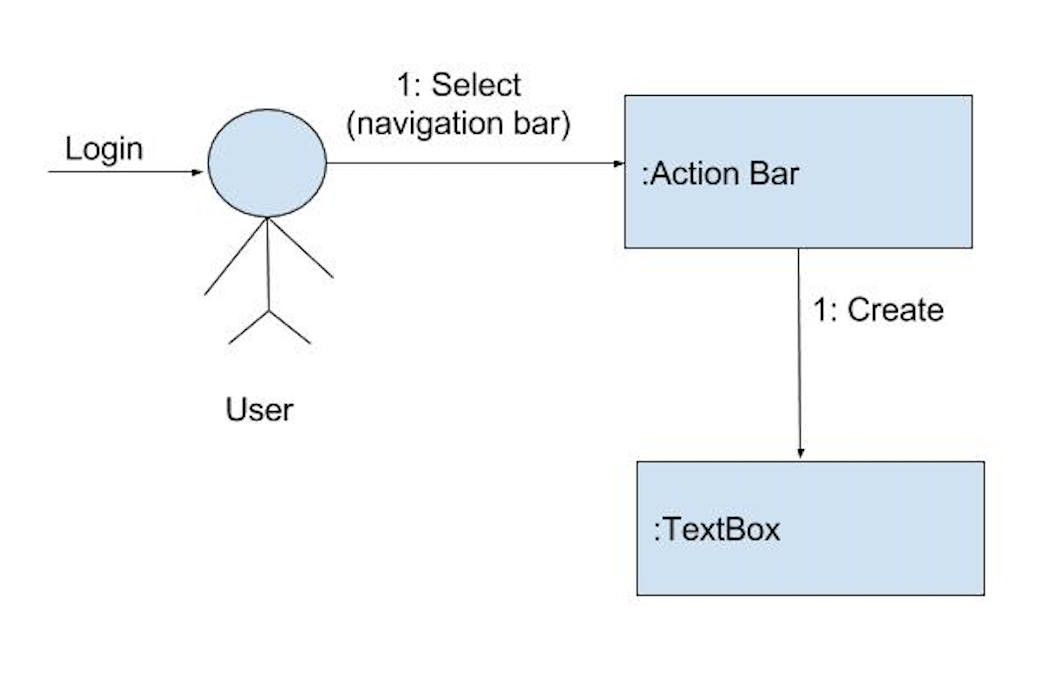 1: Select
(navigation bar)
Login
:Action Bar
1: Create
User
:TextBox